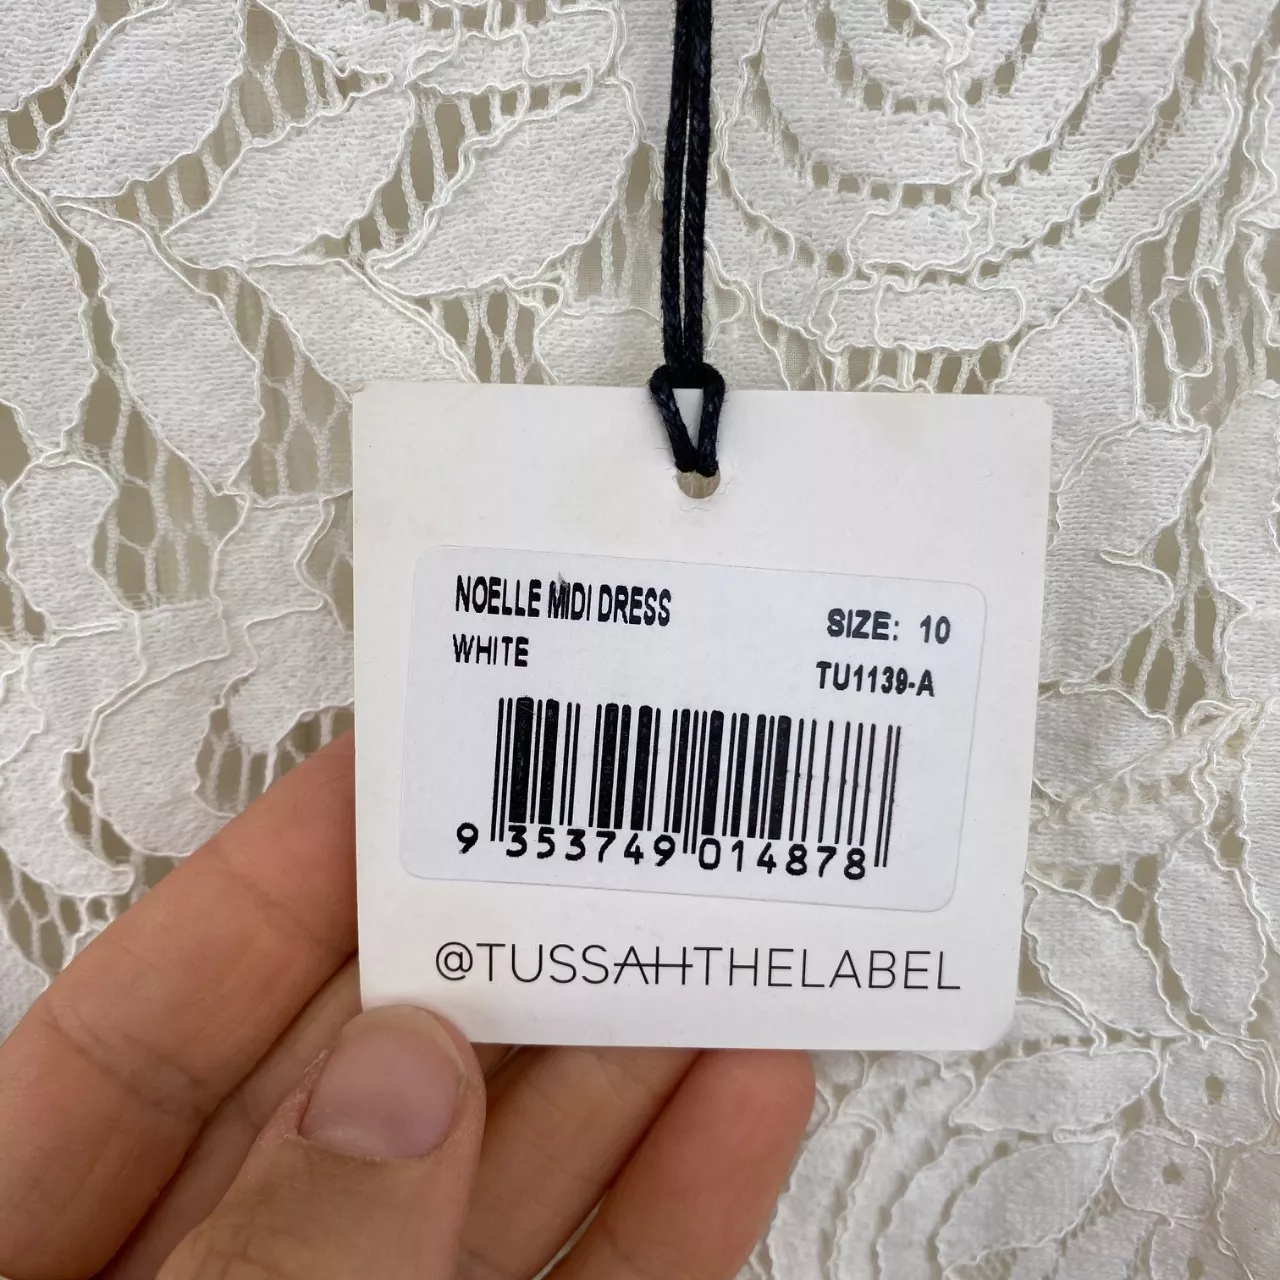 NOELLE MIDI DRESS
WHITE
SIZE: 10
TU1139-A
9 353749 014878
@TUSSAHTHELABEL